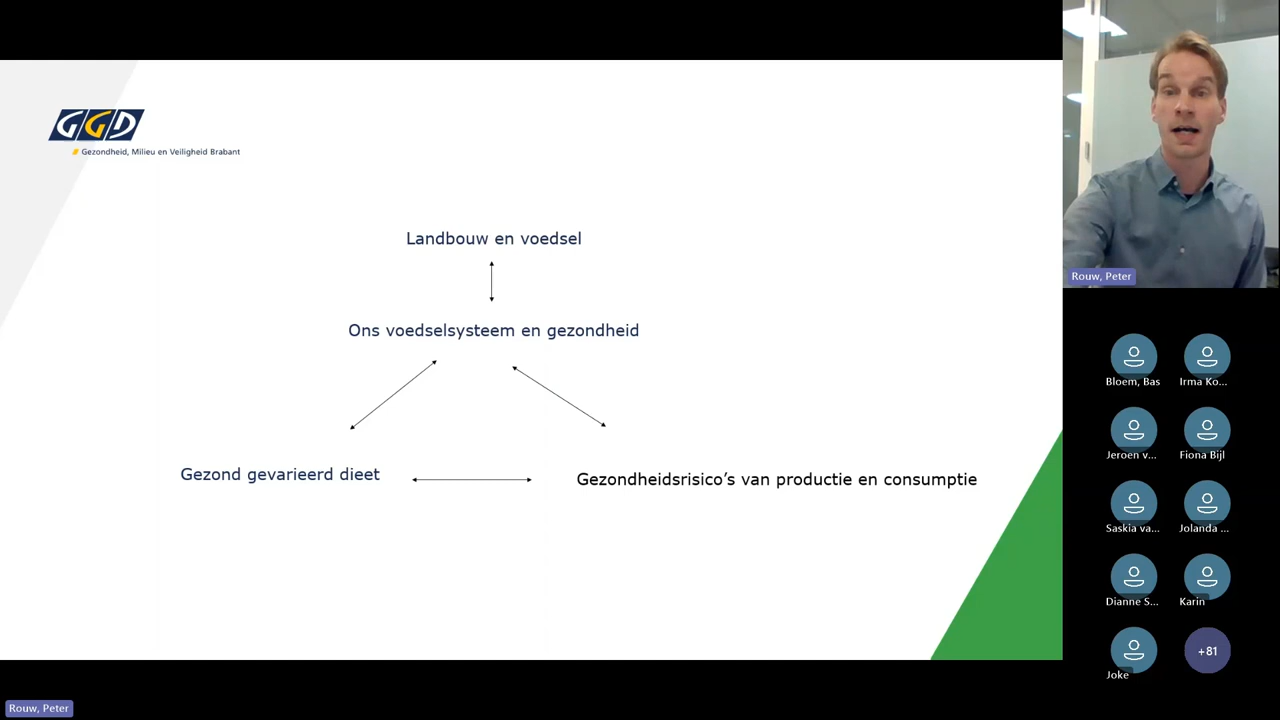 GGD
Gezondheid, Milieu en Veiligheid Brabant
Landbouw en voedsel
Ons voedselsysteem en gezondheid
Gezond gevarieerd dieet
Gezondheidsrisico's van productie en consumptie
Rouw, Peter
Bloem, Bas
Irma Ko...
Jeroen v...
Fiona Bijl
Saskia va...
Jolanda ...
Dianne S...
Karin
Joke
+81
Rouw, Peter